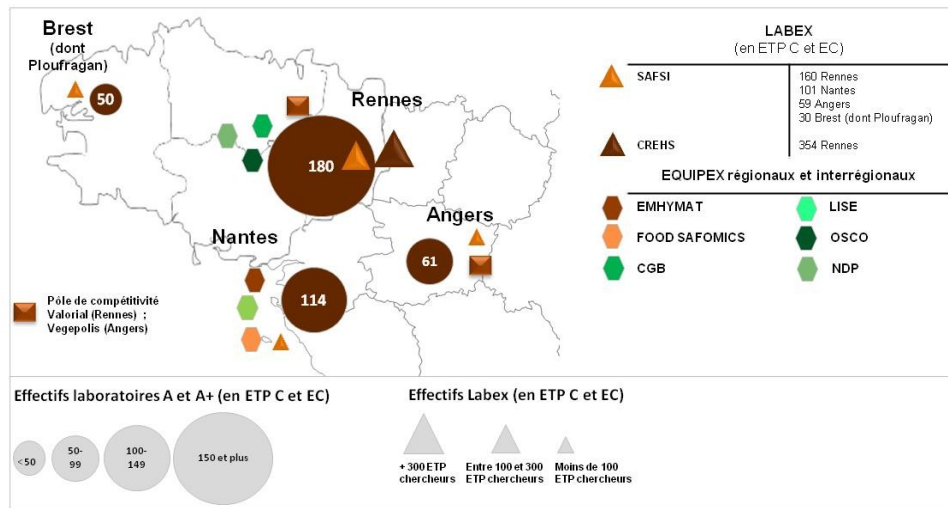 Brest
(dont
Ploufragan)
50
Rennes
180
Angers
61
Nantes
114
Pôle de compétitivité
Valorial (Rennes) ;
Vegepolis (Angers)
LABEX
(en ETP C et EC)
SAFSI
160 Rennes
101 Nantes
59 Angers
30 Brest (dont Ploufragan)
CREHS
354 Rennes
EQUIPEX régionaux et interrégionaux
EMHYMAT
LISE
FOOD SAFOMICS
OSCO
CGB
NDP
Effectifs laboratoires A et A+ (en ETP C et EC)
<50
50-
99
100-
149
150 et plus
Effectifs Labex (en ETP C et EC)
+ 300 ETP
chercheurs
Entre 100 et 300
ETP chercheurs
Moins de 100
ETP chercheurs